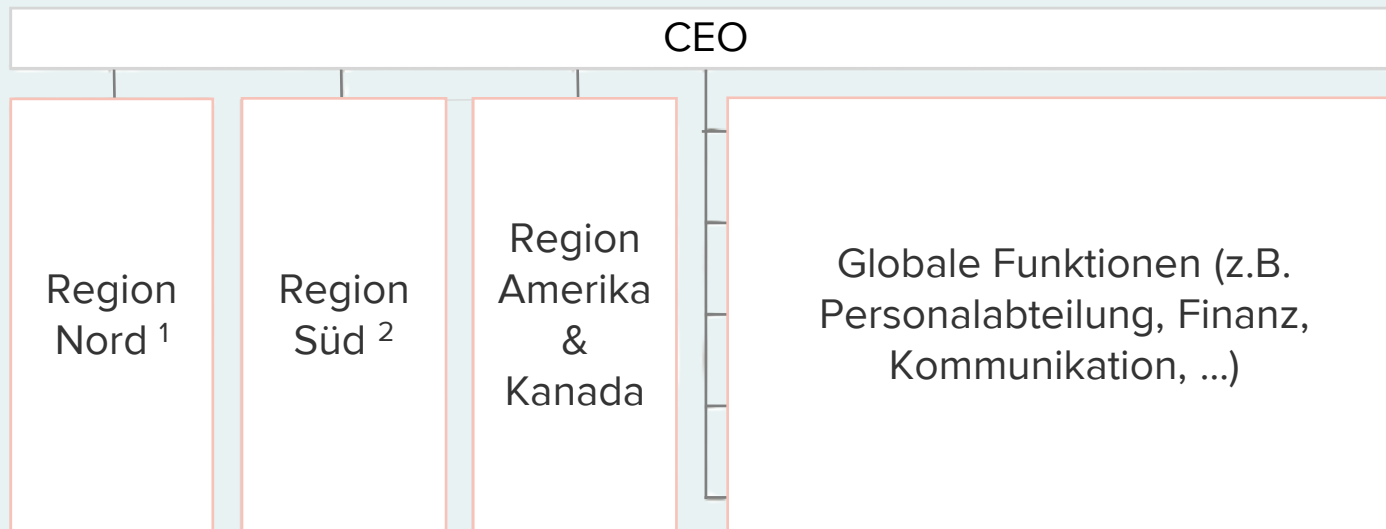 CEO
Region
Nord ¹
Region
Süd ²
Region
Amerika
&
Kanada
Globale Funktionen (z.B.
Personalabteilung, Finanz,
Kommunikation, ...)